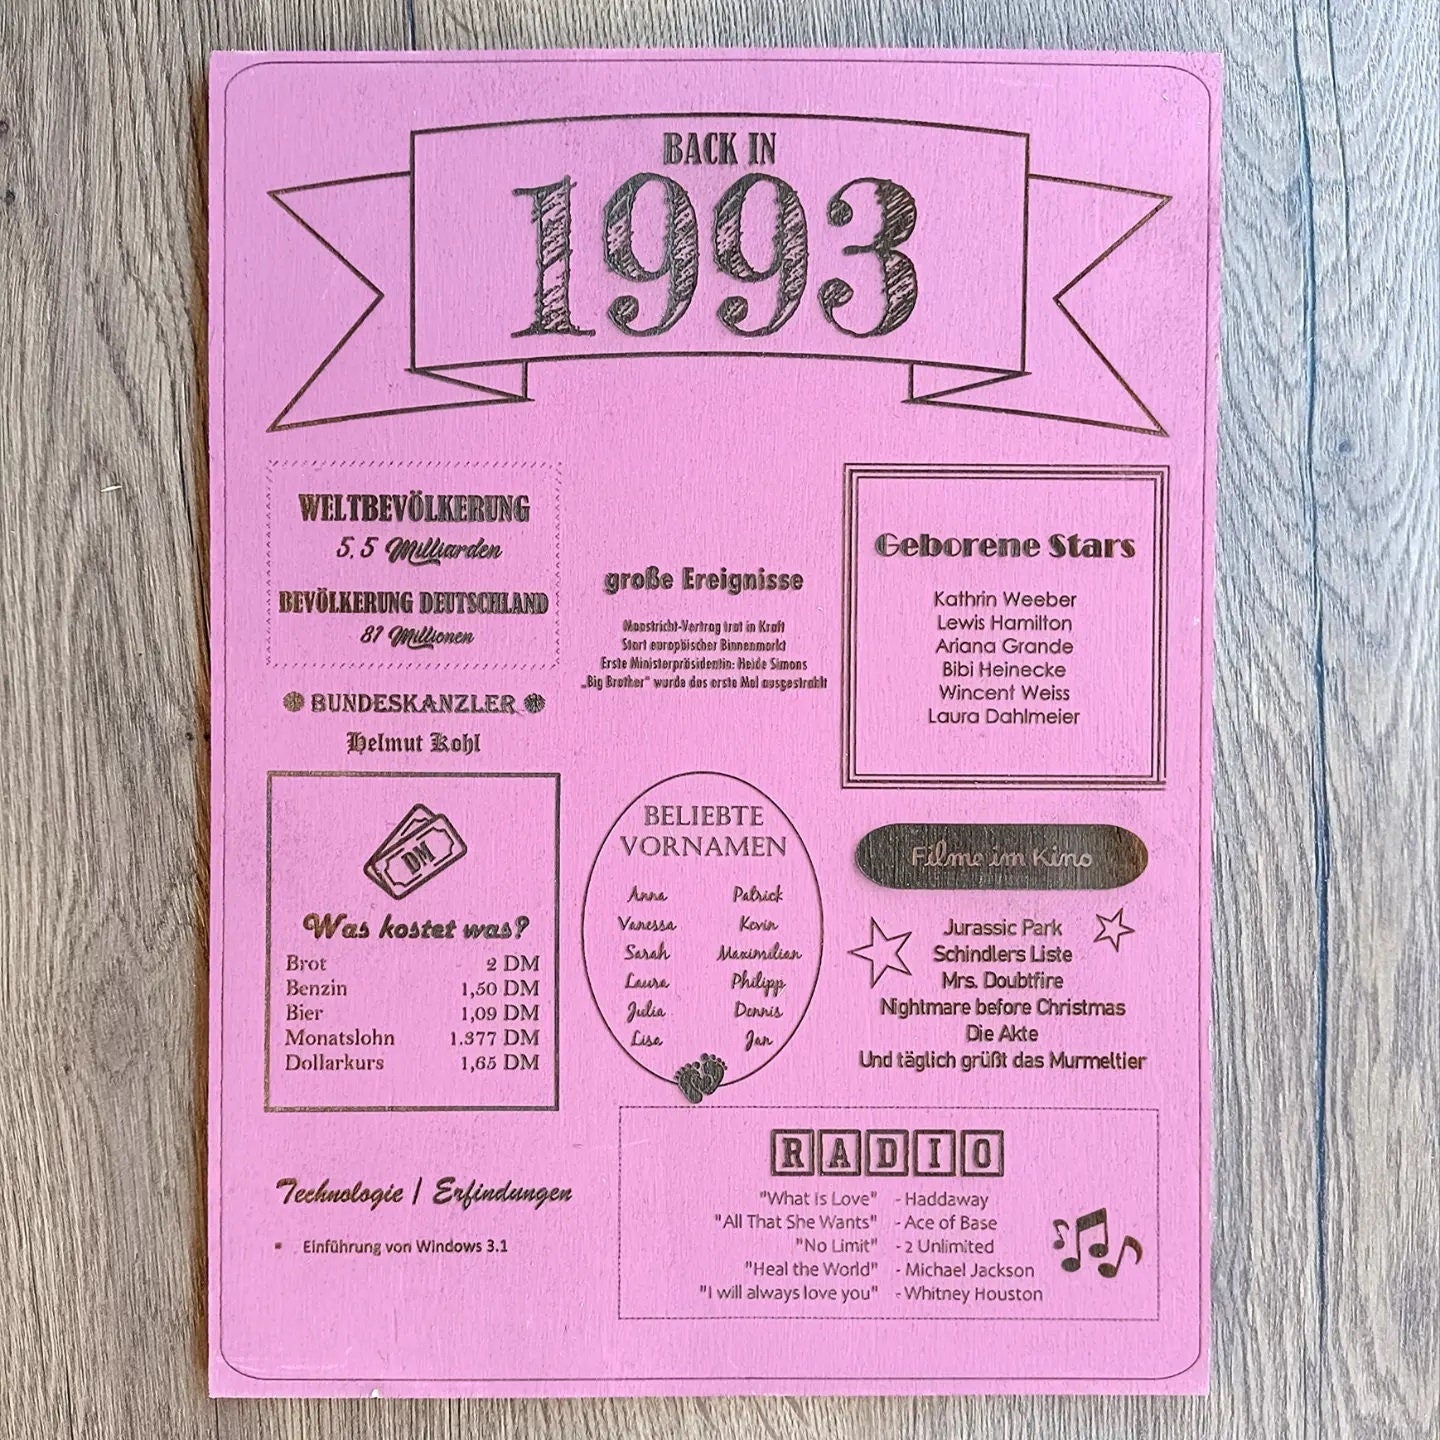 BACK IN
1993
WELTBEVÖLKERUNG
5,5 Milliarden
BEVÖLKERUNG DEUTSCHLAND
81 Millionen
BUNDESKANZLER
Helmut Kohl
große Ereignisse
Maastricht-Vertrag trat in Kraft
Start europäischer Binnenmarkt
Erste Ministerpräsidentin: Heide Simons
„Big Brother" wurde das erste Mal ausgestrahlt
Geborene Stars
Kathrin Weeber
Lewis Hamilton
Ariana Grande
Bibi Heinecke
Wincent Weiss
Laura Dahlmeier
DM
Was kostet was?
Brot 2 DM
Benzin 1,50 DM
Bier 1,09 DM
Monatslohn 1.377 DM
Dollarkurs 1,65 DM
BELIEBTE
VORNAMEN
Anna Patrick
Vanessa Kevin
Sarah Maximilian
Laura Philipp
Julia Dennis
Lisa Jan
Filme im Kino
Jurassic Park
Schindlers Liste
Mrs. Doubtfire
Nightmare before Christmas
Die Akte
Und täglich grüßt das Murmeltier
Technologie / Erfindungen
Einführung von Windows 3.1
RADIO
"What is Love" - Haddaway
"All That She Wants" - Ace of Base
"No Limit" - 2 Unlimited
"Heal the World" - Michael Jackson
"I will always love you" - Whitney Houston